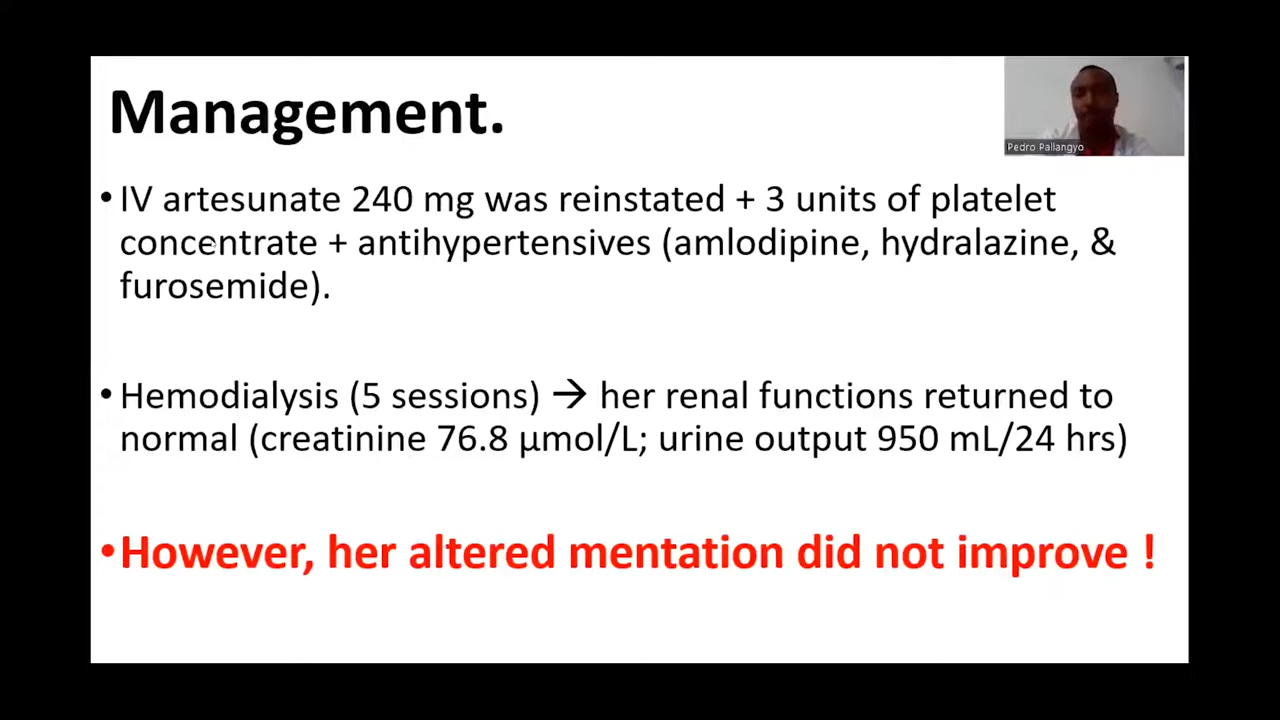 Management.
Pedro Pallangyo
• IV artesunate 240 mg was reinstated + 3 units of platelet
concentrate + antihypertensives (amlodipine, hydralazine, &
furosemide).
• Hemodialysis (5 sessions) → her renal functions returned to
normal (creatinine 76.8 µmol/L; urine output 950 mL/24 hrs)
• However, her altered mentation did not improve !